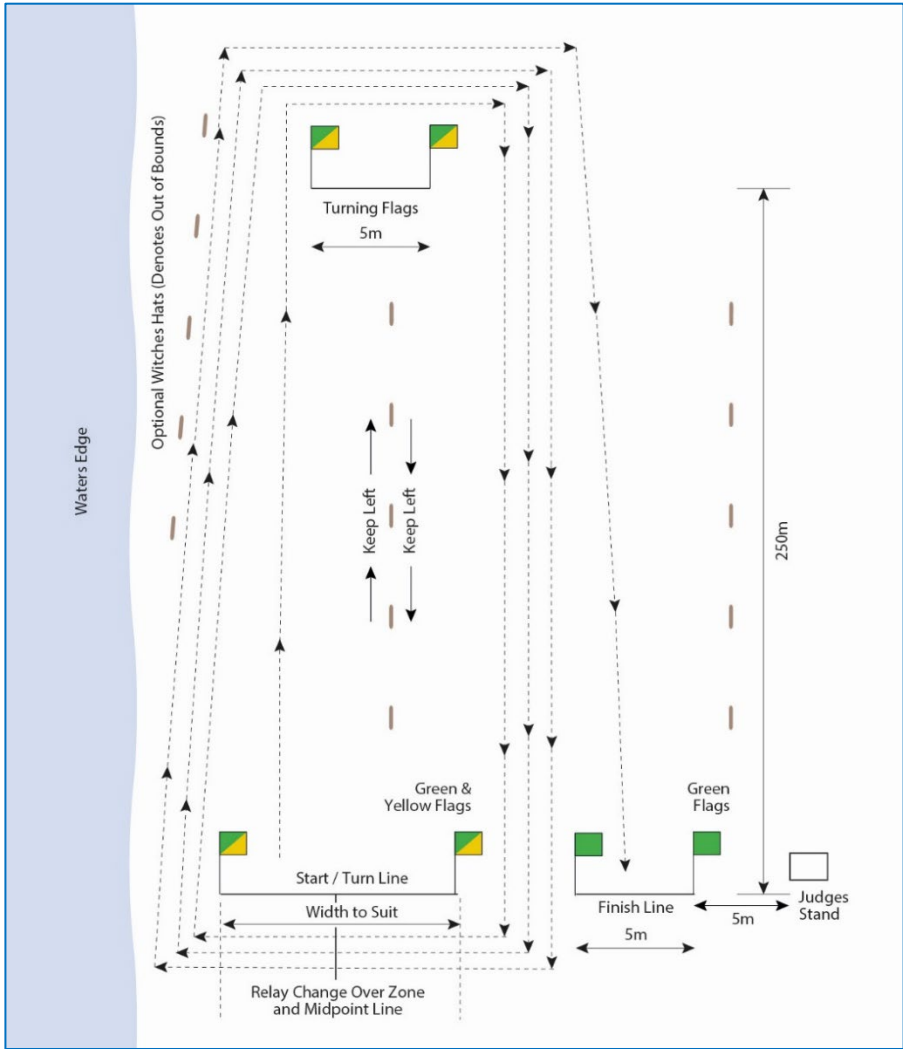 Optional Witches Hats (Denotes Out of Bounds)
Turning Flags
5m
Waters Edge
Keep Left
Keep Left
250m
Green &
Yellow Flags
Green
Flags
Start / Turn Line
Width to Suit
Finish Line
5m
5m
Judges
Stand
Relay Change Over Zone
and Midpoint Line